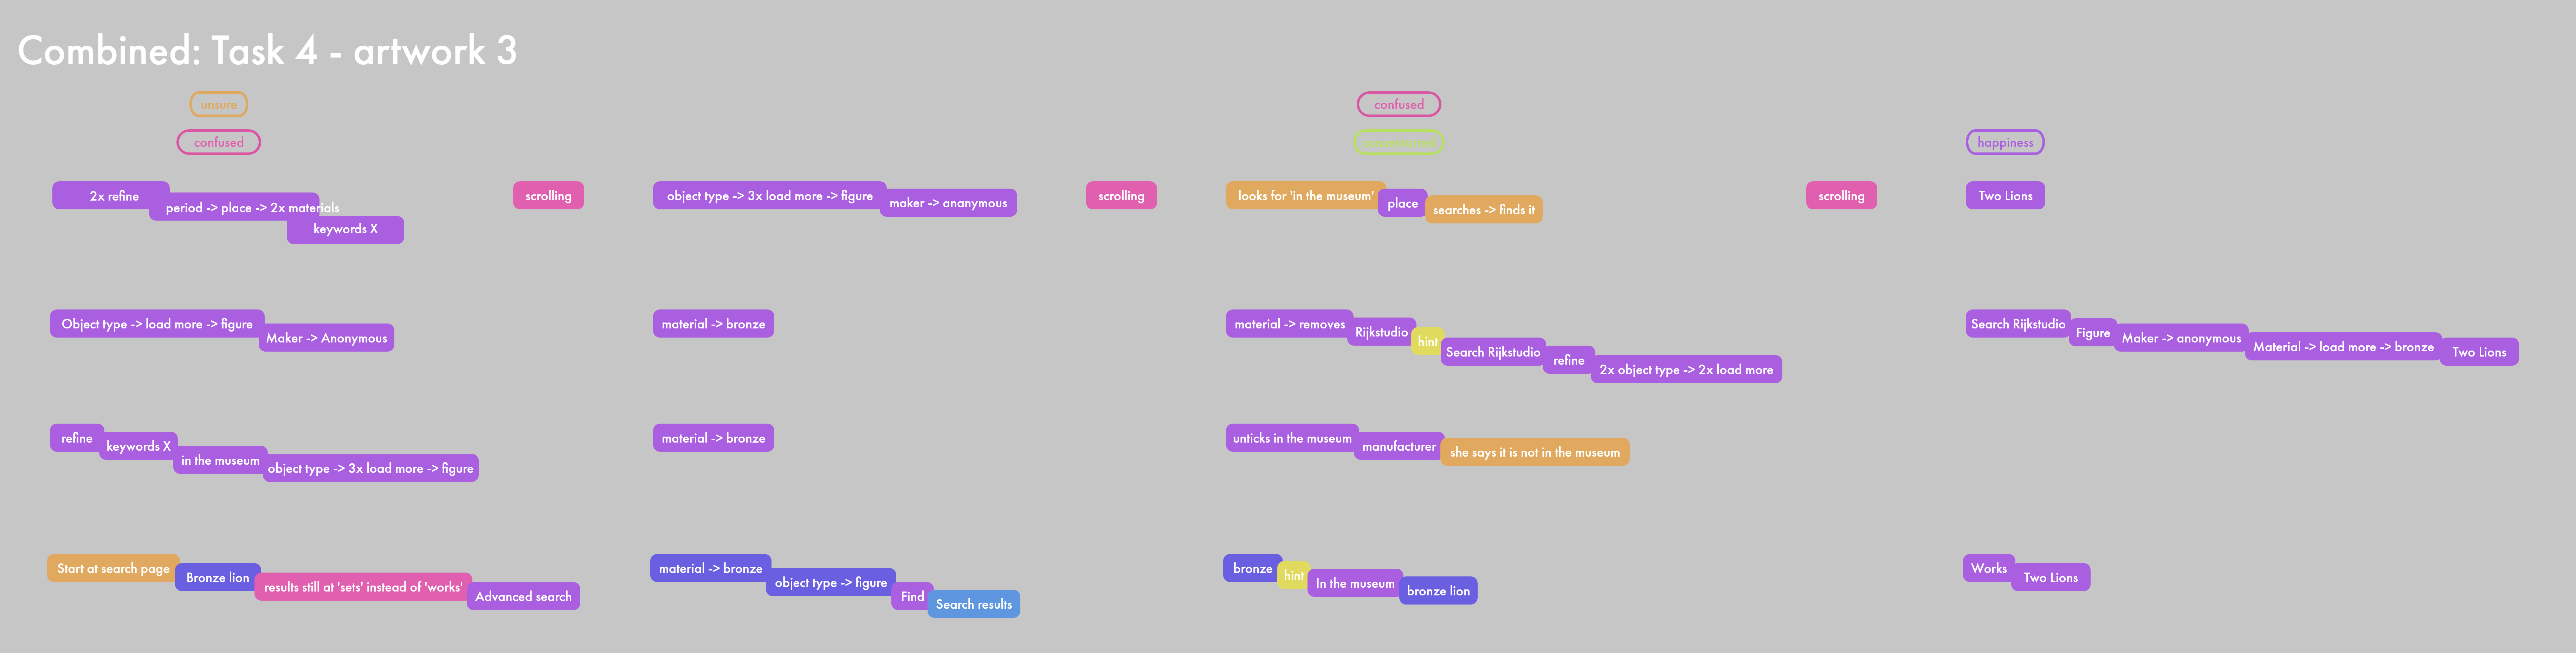 Combined: Task 4 - artwork 3
unsure
confused
confused
happiness
2x refine
period -> place -> 2x materials
keywords X
scrolling
object type -> 3x load more -> figure
maker -> ananymous
scrolling
looks for 'in the museum'
place
searches -> finds it
scrolling
Two Lions
Object type -> load more -> figure
Maker -> Anonymous
material -> bronze
material -> removes
Rijkstudio
hint
Search Rijkstudio
refine
2x object type -> 2x load more
Search Rijkstudio
Figure
Maker -> anonymous
Material -> load more -> bronze
Two Lions
refine
keywords X
in the museum
object type -> 3x load more -> figure
material -> bronze
unticks in the museum
manufacturer
she says it is not in the museum
Start at search page
Bronze lion
results still at 'sets' instead of 'works'
Advanced search
material -> bronze
object type -> figure
Find
Search results
bronze
hint
In the museum
bronze lion
Works
Two Lions